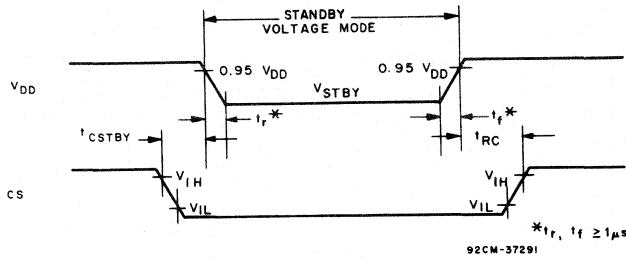 STANDBY
VOLTAGE MODE
0.95 VDD
0.95 VDD
VDD
VSTBY
tr*
tf*
tCSTBY
tRC
VIH
VIH
CS
VIL
VIL
*tr, tf ≥ 1μs
92CM-37291